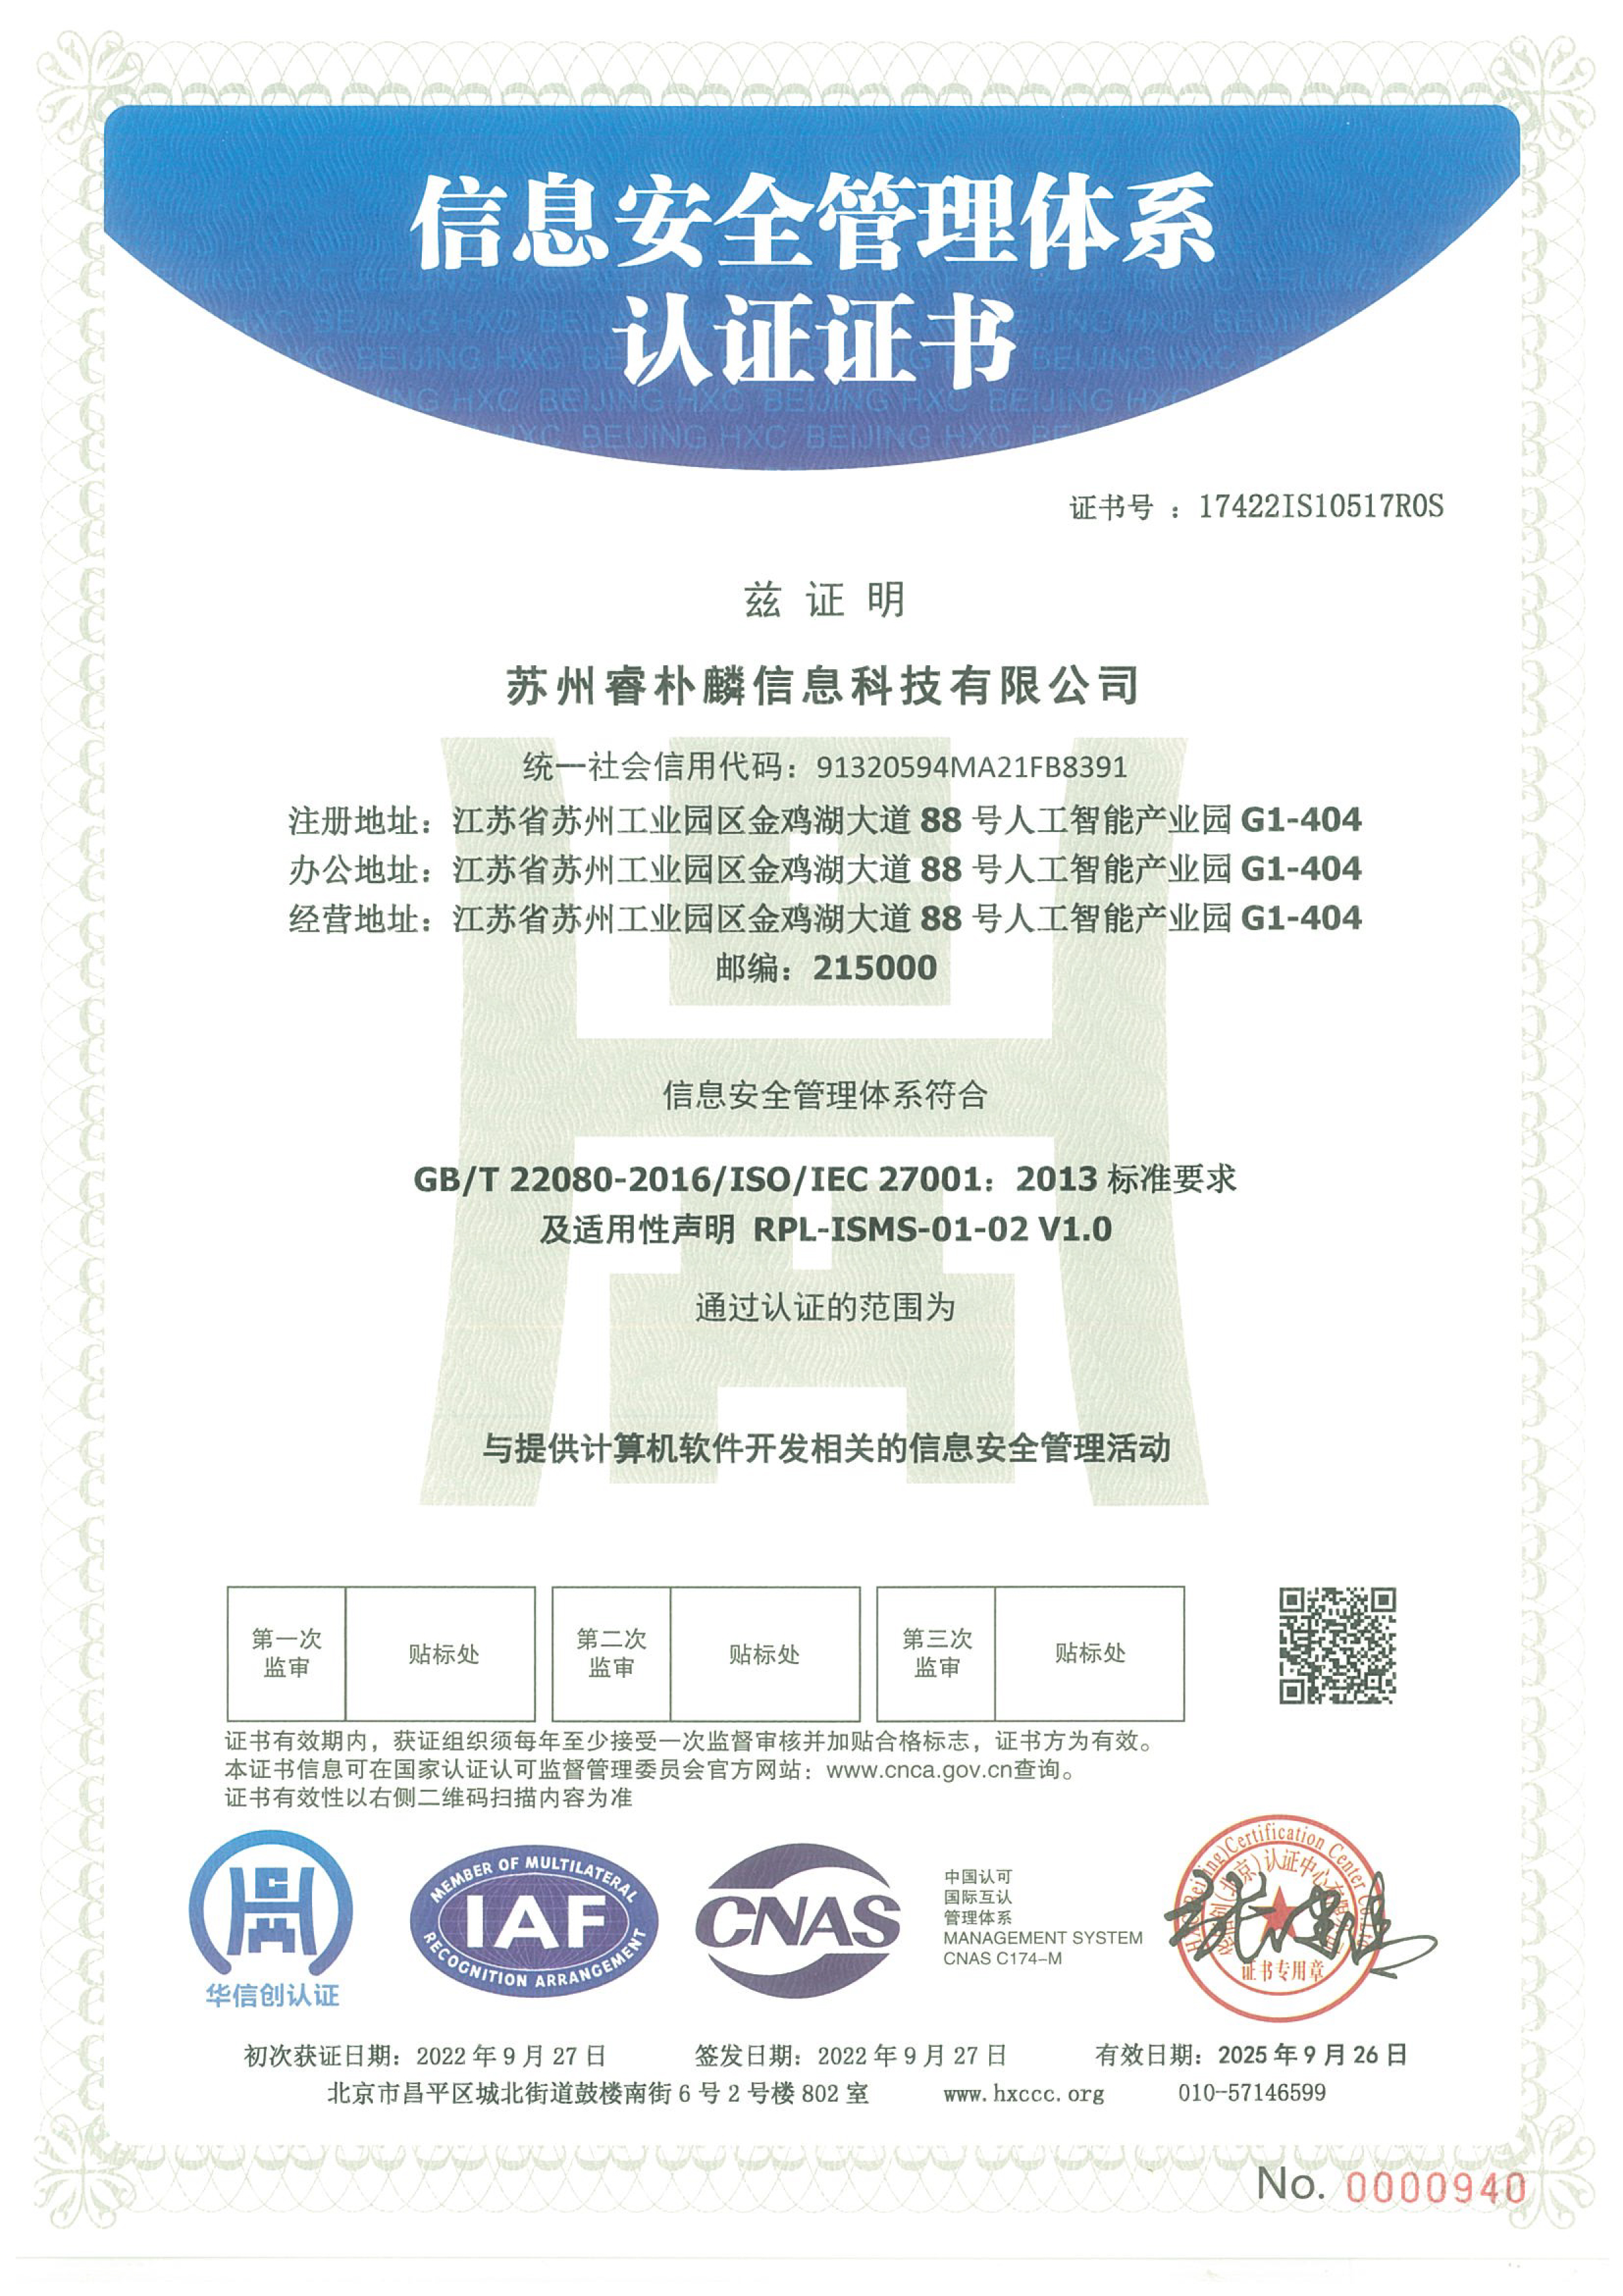 信息安全管理体系
认证证书
证书号 : 17422IS10517R0S
兹证明
苏州睿朴麟信息科技有限公司
统一社会信用代码: 91320594MA21FB8391
注册地址: 江苏省苏州工业园区金鸡湖大道 88 号人工智能产业园 G1-404
办公地址: 江苏省苏州工业园区金鸡湖大道 88 号人工智能产业园 G1-404
经营地址: 江苏省苏州工业园区金鸡湖大道 88 号人工智能产业园 G1-404
邮编: 215000
信息安全管理体系符合
GB/T 22080-2016/ISO/IEC 27001: 2013 标准要求
及适用性声明 RPL-ISMS-01-02 V1.0
通过认证的范围为
与提供计算机软件开发相关的信息安全管理活动
第一次
监审
贴标处
第二次
监审
贴标处
第三次
监审
贴标处
证书有效期内，获证组织须每年至少接受一次监督审核并加贴合格标志，证书方为有效。
本证书信息可在国家认证认可监督管理委员会官方网站: www.cnca.gov.cn查询。
证书有效性以右侧二维码扫描内容为准
华信创认证
MEMBER OF MULTILATERAL
IAF
RECOGNITION ARRANGEMENT
CNAS
中国认可
国际互认
管理体系
MANAGEMENT SYSTEM
CNAS C174-M
证书专用章
初次获证日期: 2022 年 9 月 27 日 签发日期: 2022 年 9 月 27 日 有效日期: 2025 年 9 月 26 日
北京市昌平区城北街道鼓楼南街 6 号 2 号楼 802 室 www.hxccc.org 010-57146599
No. 0000940